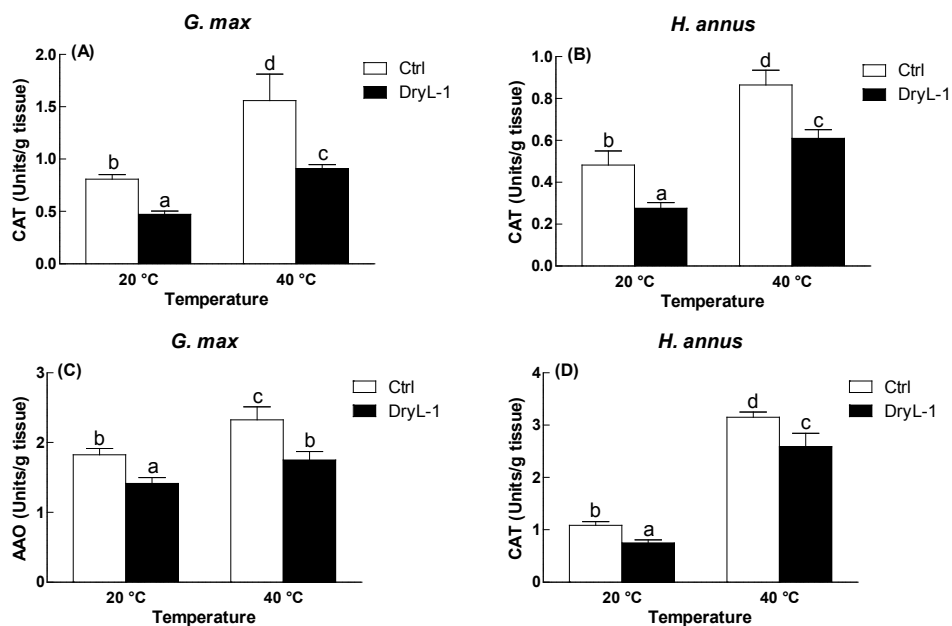 G. max
(A)
CAT (Units/g tissue)
2.0
1.5
1.0
0.5
0.0
b
a
d
c
20 °C
40 °C
Temperature
Ctrl
DryL-1
H. annus
(B)
CAT (Units/g tissue)
1.0
0.8
0.6
0.4
0.2
0.0
b
a
d
c
20 °C
40 °C
Temperature
Ctrl
DryL-1
G. max
(C)
AAO (Units/g tissue)
3
2
1
0
b
a
c
b
20 °C
40 °C
Temperature
Ctrl
DryL-1
H. annus
(D)
CAT (Units/g tissue)
4
3
2
1
0
b
a
d
c
20 °C
40 °C
Temperature
Ctrl
DryL-1